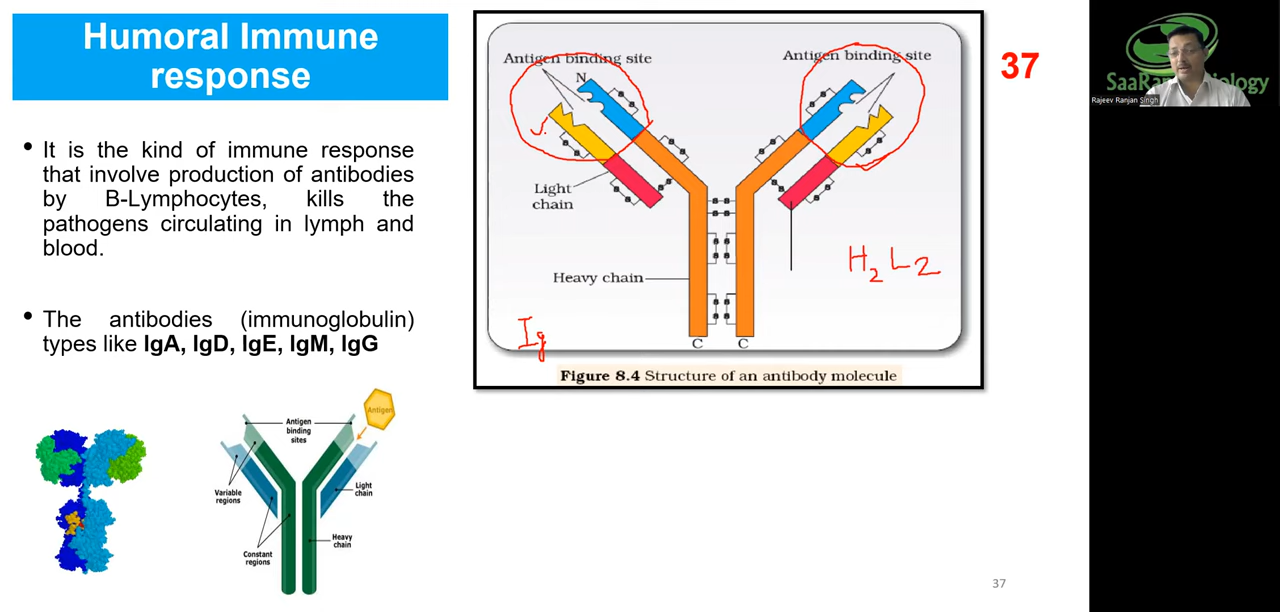 Humoral Immune
response
• It is the kind of immune response
that involve production of antibodies
by B-Lymphocytes, kills the
pathogens circulating in lymph and
blood.
• The antibodies (immunoglobulin)
types like IgA, IgD, IgE, IgM, IgG
Antigen
Antigen
binding
sites
Variable
regions
Light
chain
Constant
regions
Heavy
chain
Antigen binding site
Antigen binding site
N
Light
chain
Heavy chain
H2L2
Ig
C
C
Figure 8.4 Structure of an antibody molecule
37
Rajeev Ranjan Singh
37